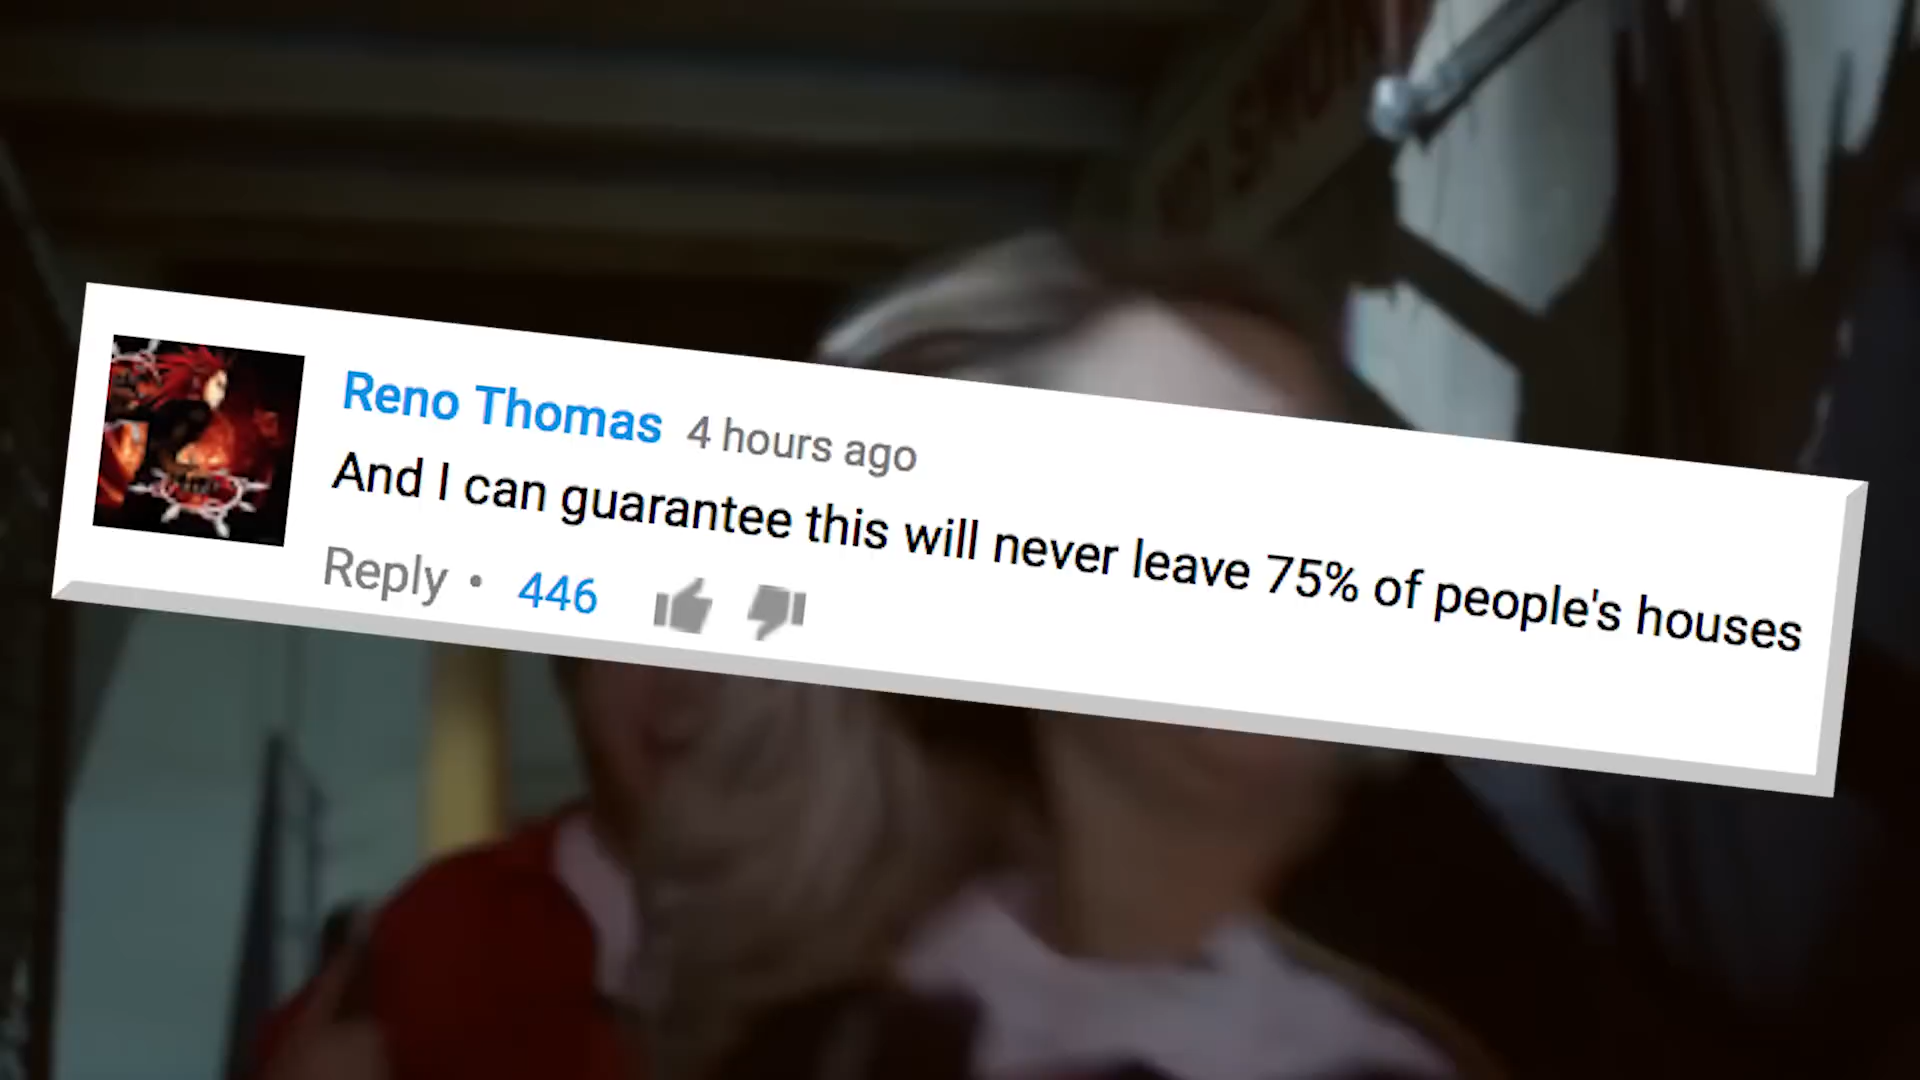 Reno Thomas 4 hours ago
And I can guarantee this will never leave 75% of people's houses
Reply • 446